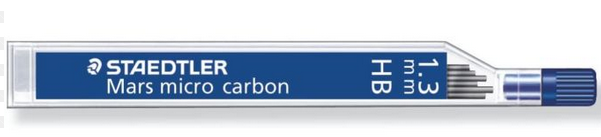 STAEDTLER
Mars micro carbon
HB
1.3 mm